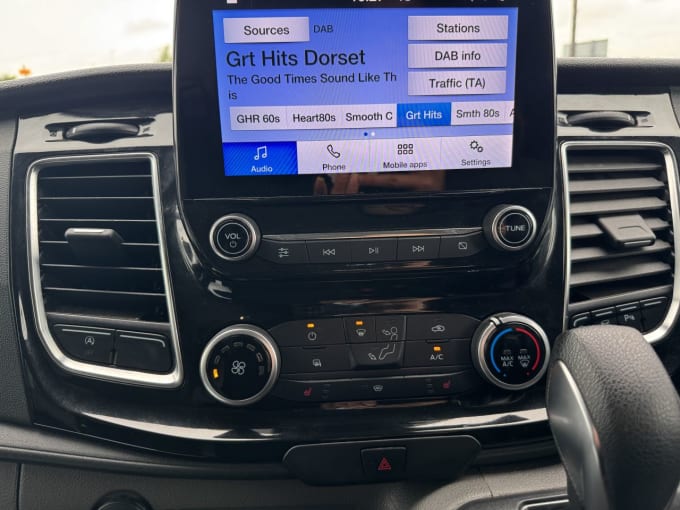 Sources
DAB
Stations
Grt Hits Dorset
DAB info
The Good Times Sound Like Th
is
Traffic (TA)
GHR 60s
Heart80s
Smooth C
Grt Hits
Smth 80s
Audio
Phone
Mobile apps
Settings
VOL
TUNE
A/C
MAX
A/C
MAX